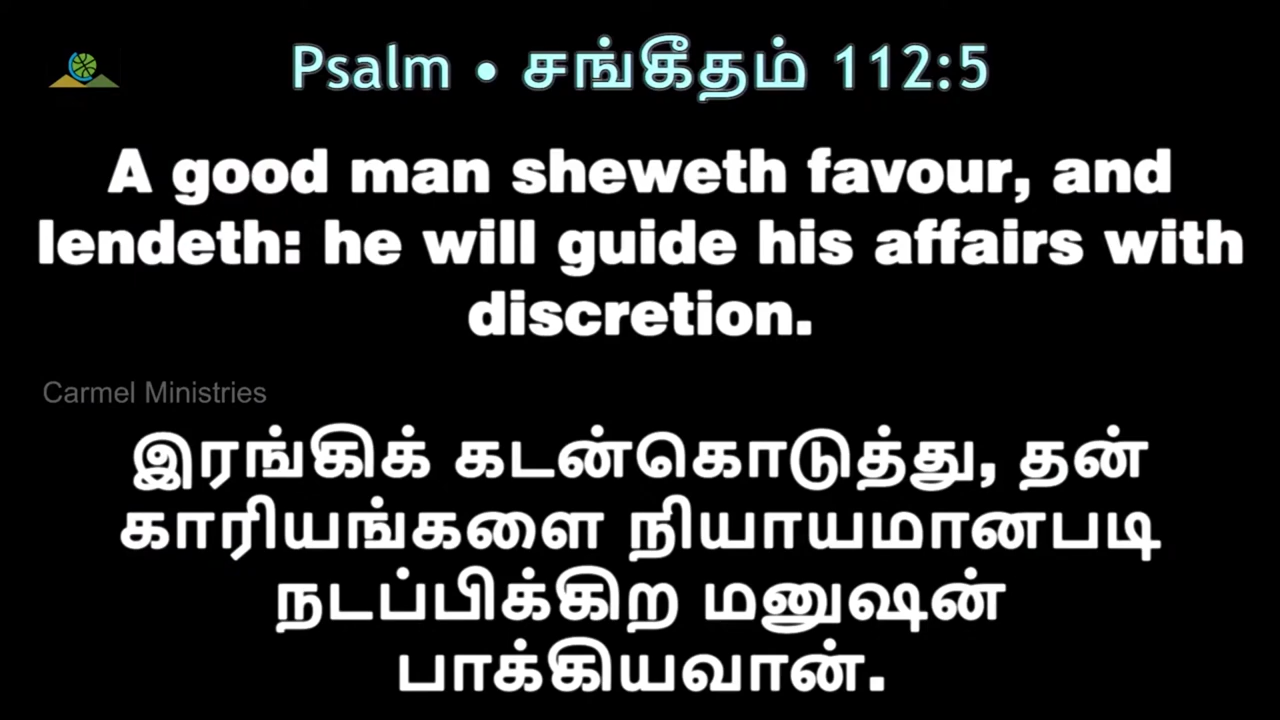 Psalm • சங்கீதம் 112:5
A good man sheweth favour, and
lendeth: he will guide his affairs with
discretion.
Carmel Ministries
இரங்கிக் கடன்கொடுத்து, தன்
காரியங்களை நியாயமானபடி
நடப்பிக்கிற மனுஷன்
பாக்கியவான்.